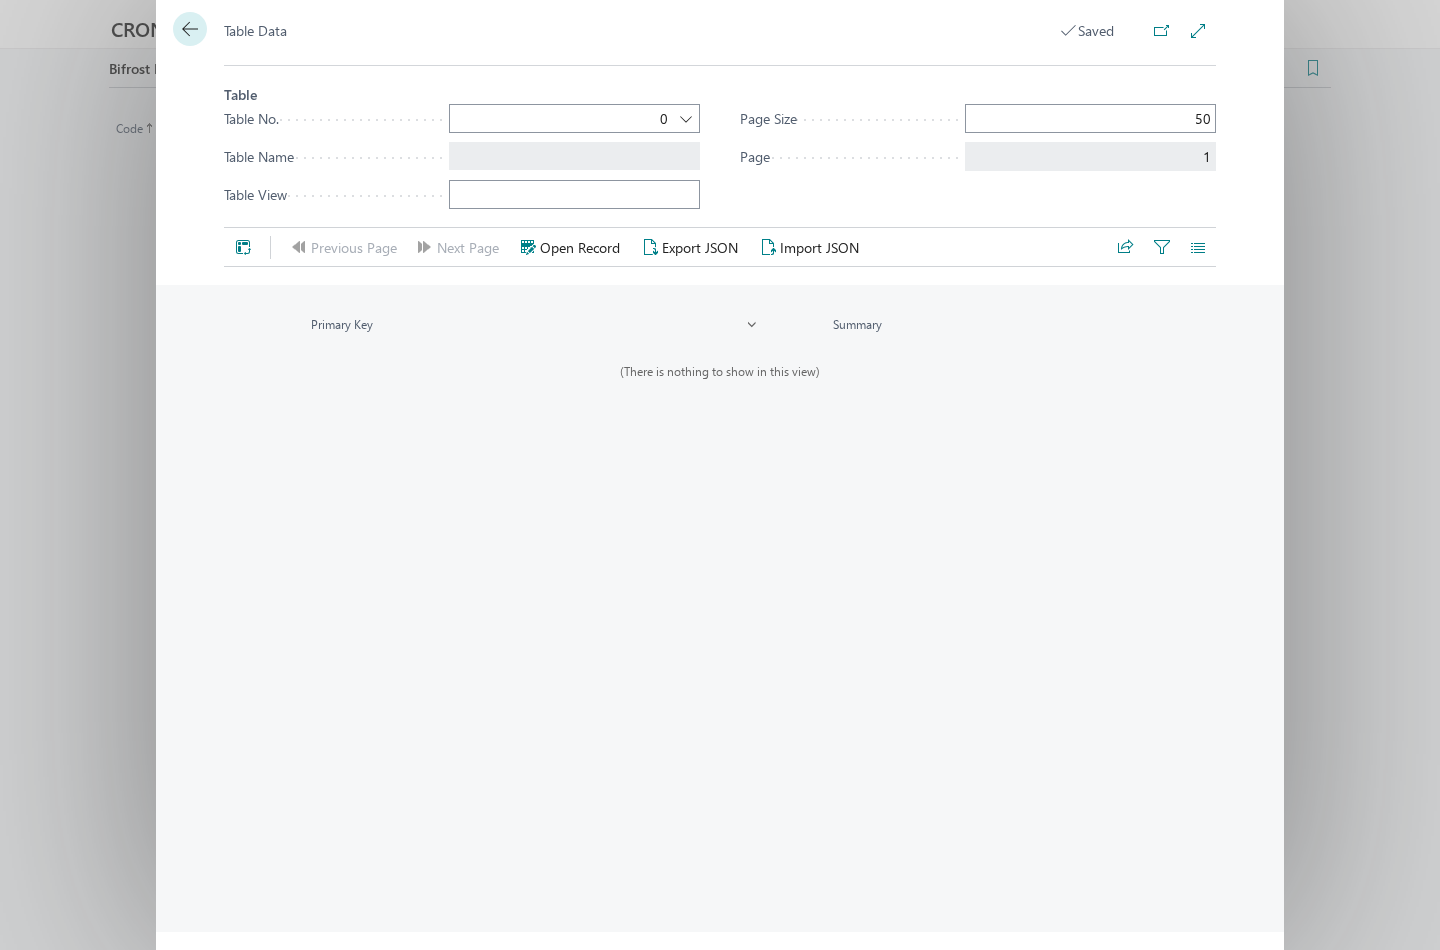 CRON
Table Data
Saved
Bifrost
Code
Table
Table No.
0
Page Size
50
Table Name
Page
1
Table View
Previous Page
Next Page
Open Record
Export JSON
Import JSON
Primary Key
Summary
(There is nothing to show in this view)